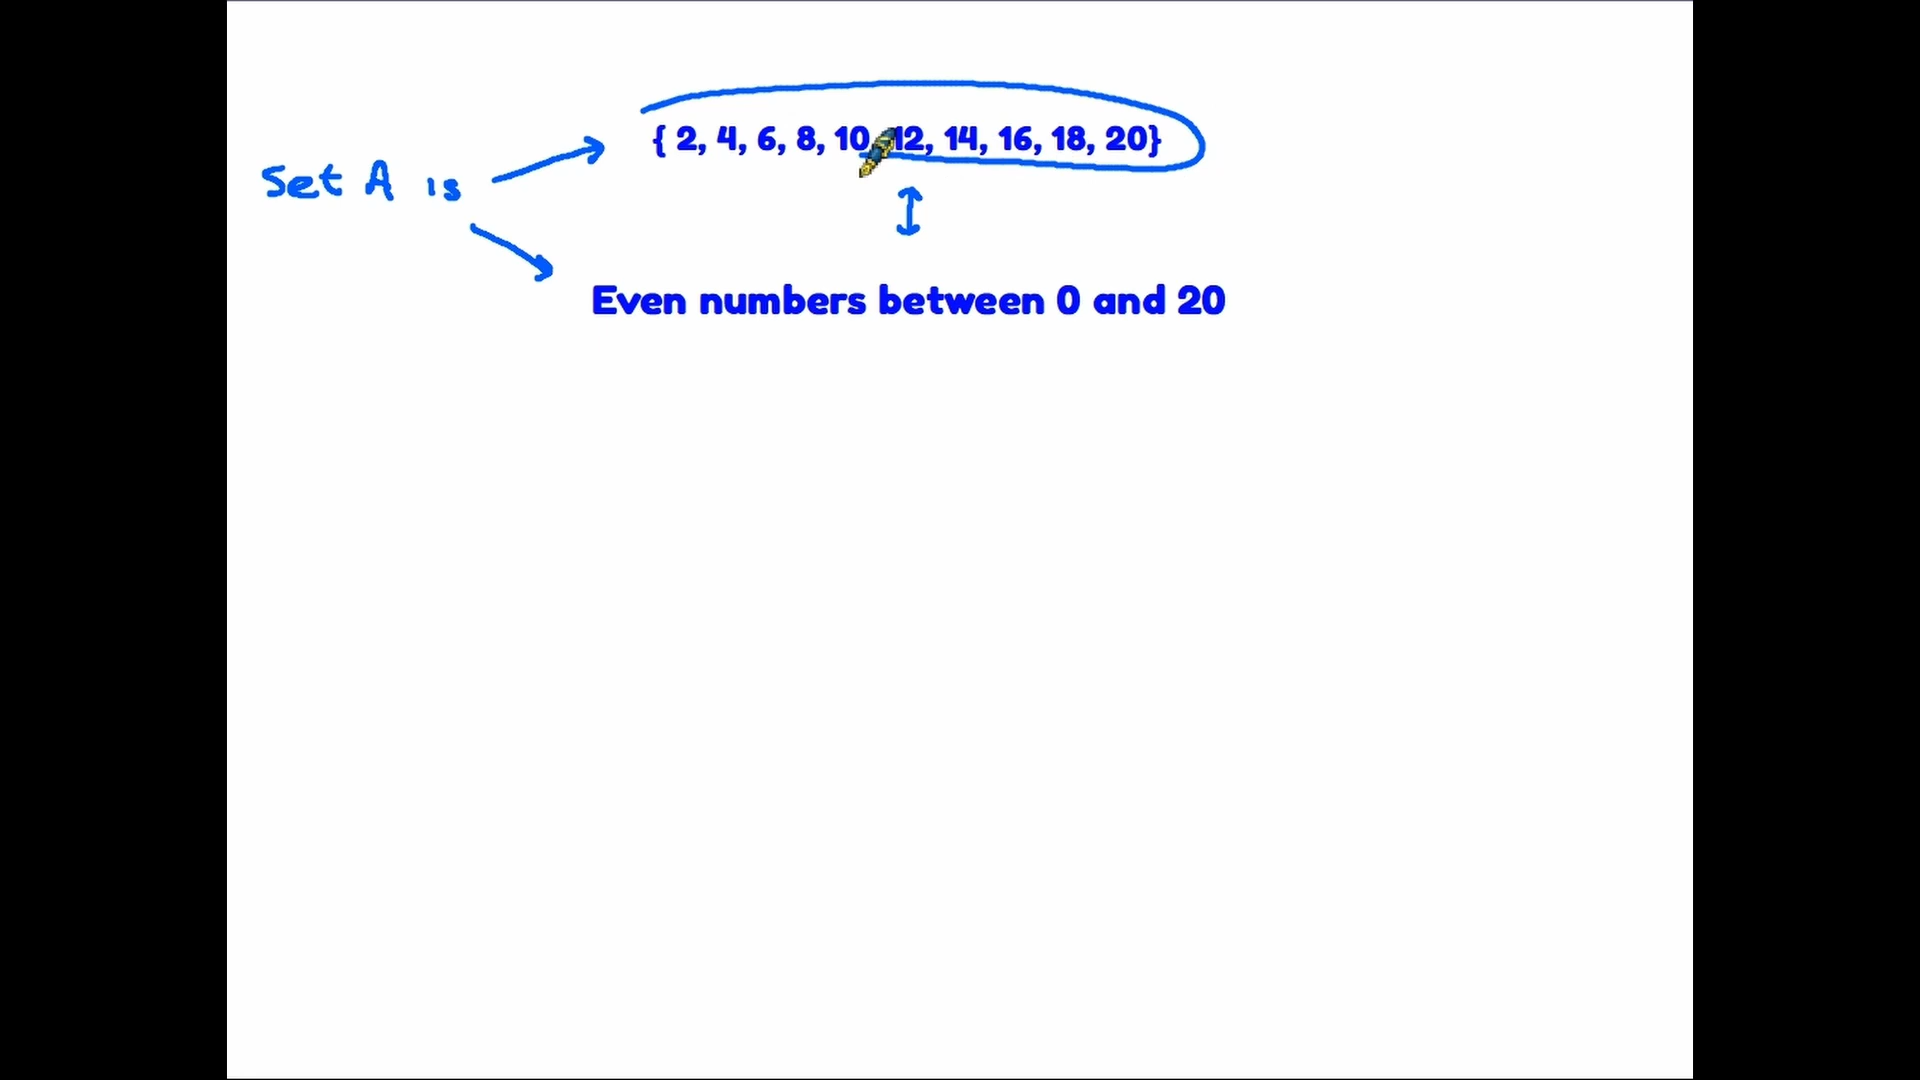 { 2, 4, 6, 8, 10, 12, 14, 16, 18, 20}
Set A is
Even numbers between 0 and 20